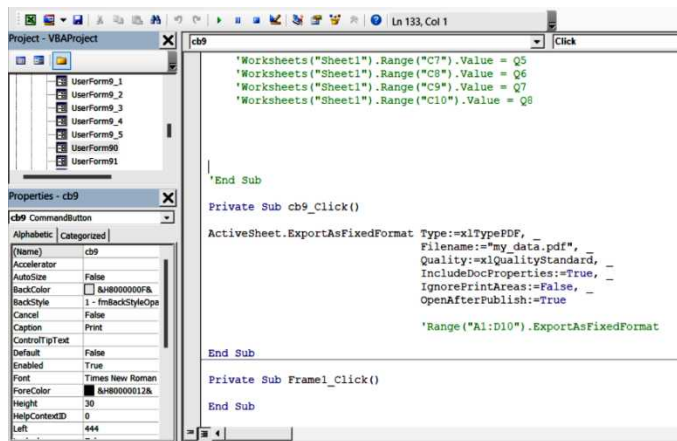 Ln 133, Col 1
Project - VBAProject
UserForm9_1
UserForm9_2
UserForm9_3
UserForm9_4
UserForm9_5
UserForm90
UserForm91
Properties - cb9
cb9 CommandButton
Alphabetic Categorized
(Name) cb9
Accelerator
AutoSize False
BackColor &H8000000F&
BackStyle 1 - fmBackStyleOpa
Cancel False
Caption Print
ControlTipText
Default False
Enabled True
Font Times New Roman
ForeColor &H80000012&
Height 30
HelpContextID 0
Left 444
cb9 Click
'Worksheets("Sheet1").Range("C7").Value = Q5
'Worksheets("Sheet1").Range("C8").Value = Q6
'Worksheets("Sheet1").Range("C9").Value = Q7
'Worksheets("Sheet1").Range("C10").Value = Q8
'End Sub
Private Sub cb9_Click()
ActiveSheet.ExportAsFixedFormat Type:=xlTypePDF, _
Filename:="my_data.pdf", _
Quality:=xlQualityStandard, _
IncludeDocProperties:=True, _
IgnorePrintAreas:=False, _
OpenAfterPublish:=True
'Range("A1:D10").ExportAsFixedFormat
End Sub
Private Sub Frame1_Click()
End Sub